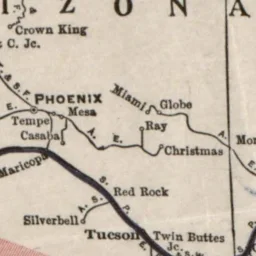 I Z O N A
Crown King
C. Jc.
& S. F.
PHOENIX
Miami
Globe
E.
Mesa
Tempe
Ray
Casaba
A. E.
A.
E.
Christmas
Mor
Maricopa
Red Rock
S.
A. S.
P.
Silverbell
Tucson
Twin Buttes
Jc.